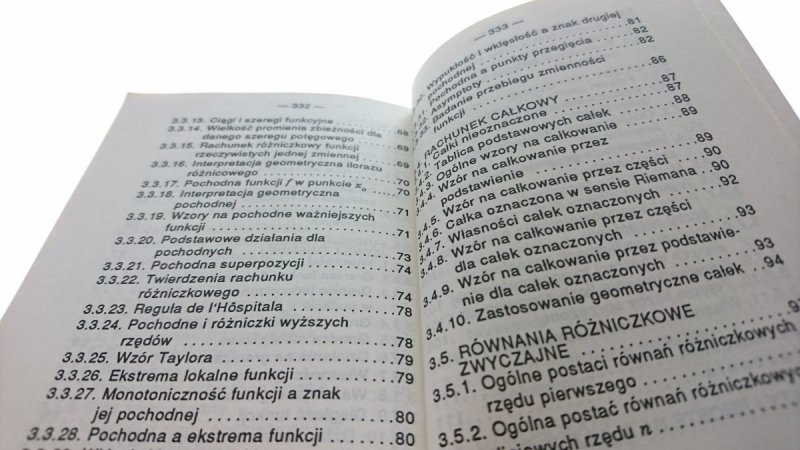 — 332 —
3.3.13. Ciągi i szeregi funkcyjne ........ 68
3.3.14. Wielkość promienia zbieżności dla
danego szeregu potęgowego ...... 68
3.3.15. Rachunek różniczkowy funkcji
rzeczywistych jednej zmiennej .... 69
3.3.16. Interpretacja geometryczna ilorazu
różnicowego ........ 69
3.3.17. Pochodna funkcji f w punkcie xₒ ... 70
3.3.18. Interpretacja geometryczna
pochodnej ........ 70
3.3.19. Wzory na pochodne ważniejszych
funkcji ........ 71
3.3.20. Podstawowe działania dla
pochodnych ........ 73
3.3.21. Pochodna superpozycji ........ 74
3.3.22. Twierdzenia rachunku
różniczkowego ........ 74
3.3.23. Reguła de l'Hôspitala ........ 78
3.3.24. Pochodne i różniczki wyższych
rzędów ........ 78
3.3.25. Wzór Taylora ........ 79
3.3.26. Ekstrema lokalne funkcji ........ 79
3.3.27. Monotoniczność funkcji a znak
jej pochodnej ........ 80
3.3.28. Pochodna a ekstrema funkcji .... 80
— 333 —
Wypukłość i wklęsłość a znak drugiej
pochodnej ........ 81
Pochodna a punkty przegięcia ... 82
Asymptoty ........ 82
Badanie przebiegu zmienności
funkcji ........ 86
RACHUNEK CAŁKOWY ........ 87
Całki nieoznaczone ........ 87
Tablica podstawowych całek ... 88
Ogólne wzory na całkowanie ... 89
Wzór na całkowanie przez
podstawienie ........ 89
3.4.5. Wzór na całkowanie przez części ... 90
3.4.6. Całka oznaczona w sensie Riemana ... 90
3.4.7. Własności całek oznaczonych ... 92
3.4.8. Wzór na całkowanie przez części
dla całek oznaczonych ........ 93
3.4.9. Wzór na całkowanie przez podstawie-
nie dla całek oznaczonych ........ 93
3.4.10. Zastosowanie geometryczne całek ... 94
3.5. RÓWNANIA RÓŻNICZKOWE
ZWYCZAJNE ........
3.5.1. Ogólne postaci równań różniczkowych
rzędu pierwszego ........
3.5.2. Ogólna postać równań różniczkowych
rzędu n ........